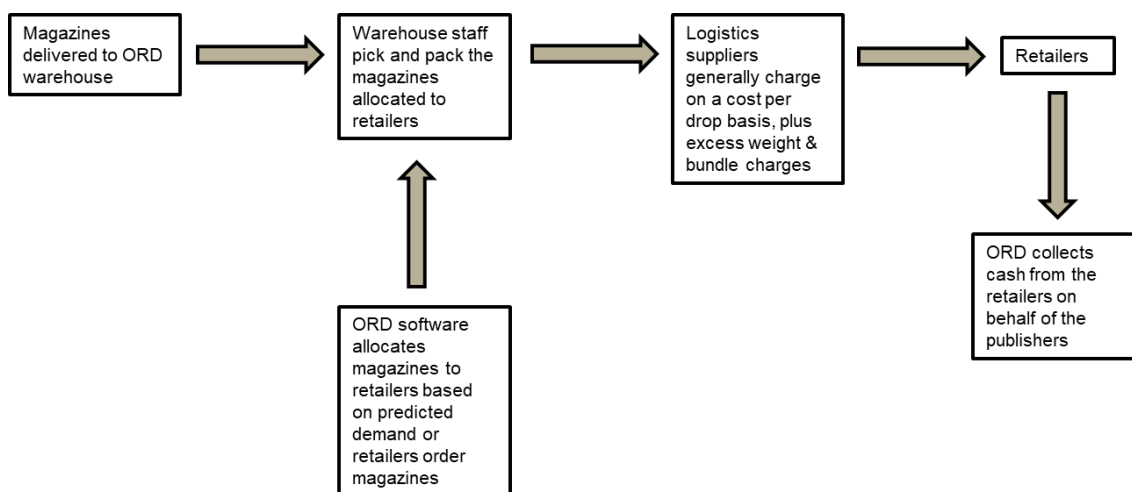 Magazines
delivered to ORD
warehouse
Warehouse staff
pick and pack the
magazines
allocated to
retailers
Logistics
suppliers
generally charge
on a cost per
drop basis, plus
excess weight &
bundle charges
Retailers
ORD collects
cash from the
retailers on
behalf of the
publishers
ORD software
allocates
magazines to
retailers based
on predicted
demand or
retailers order
magazines